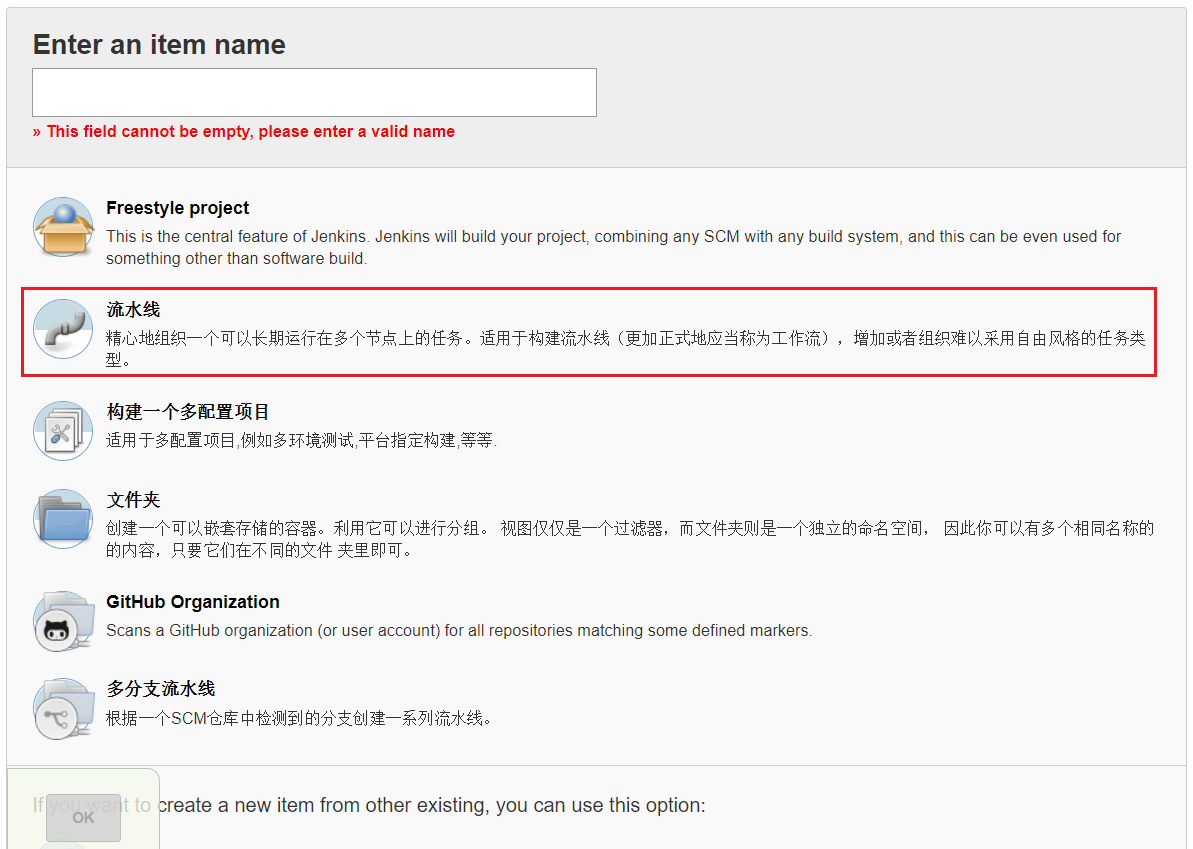 Enter an item name
» This field cannot be empty, please enter a valid name
Freestyle project
This is the central feature of Jenkins. Jenkins will build your project, combining any SCM with any build system, and this can be even used for
something other than software build.
流水线
精心地组织一个可以长期运行在多个节点上的任务。适用于构建流水线（更加正式地应当称为工作流），增加或者组织难以采用自由风格的任务类
型。
构建一个多配置项目
适用于多配置项目,例如多环境测试,平台指定构建,等等.
文件夹
创建一个可以嵌套存储的容器。利用它可以进行分组。 视图仅仅是一个过滤器，而文件夹则是一个独立的命名空间， 因此你可以有多个相同名称的
的内容，只要它们在不同的文件 夹里即可。
GitHub Organization
Scans a GitHub organization (or user account) for all repositories matching some defined markers.
多分支流水线
根据一个SCM仓库中检测到的分支创建一系列流水线。
If you want to create a new item from other existing, you can use this option:
OK